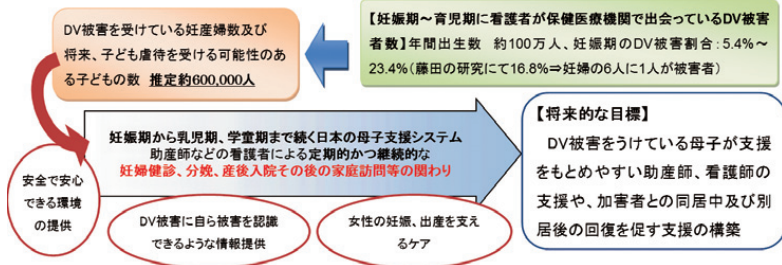 DV被害を受けている妊産婦数及び
将来、子ども虐待を受ける可能性のあ
る子どもの数 推定約600,000人
【妊娠期～育児期に看護者が保健医療機関で出会っているDV被害
者数】年間出生数 約100万人、妊娠期のDV被害割合：5.4%～
23.4%(藤田の研究にて16.8%⇒妊婦の6人に1人が被害者)
妊娠期から乳児期、学童期まで続く日本の母子支援システム
助産師などの看護者による定期的かつ継続的な
妊婦健診、分娩、産後入院その後の家庭訪問等の関わり
【将来的な目標】
DV被害をうけている母子が支援
をもとめやすい助産師、看護師の
支援や、加害者との同居中及び別
居後の回復を促す支援の構築
安全で安心
できる環境
の提供
DV被害に自ら被害を認識
できるような情報提供
女性の妊娠、出産を支え
るケア